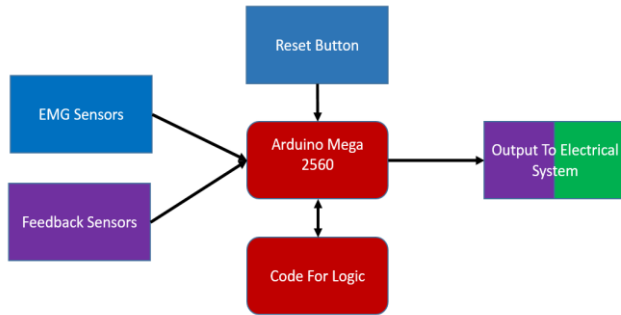 Reset Button
EMG Sensors
Arduino Mega
2560
Output To Electrical
System
Feedback Sensors
Code For Logic